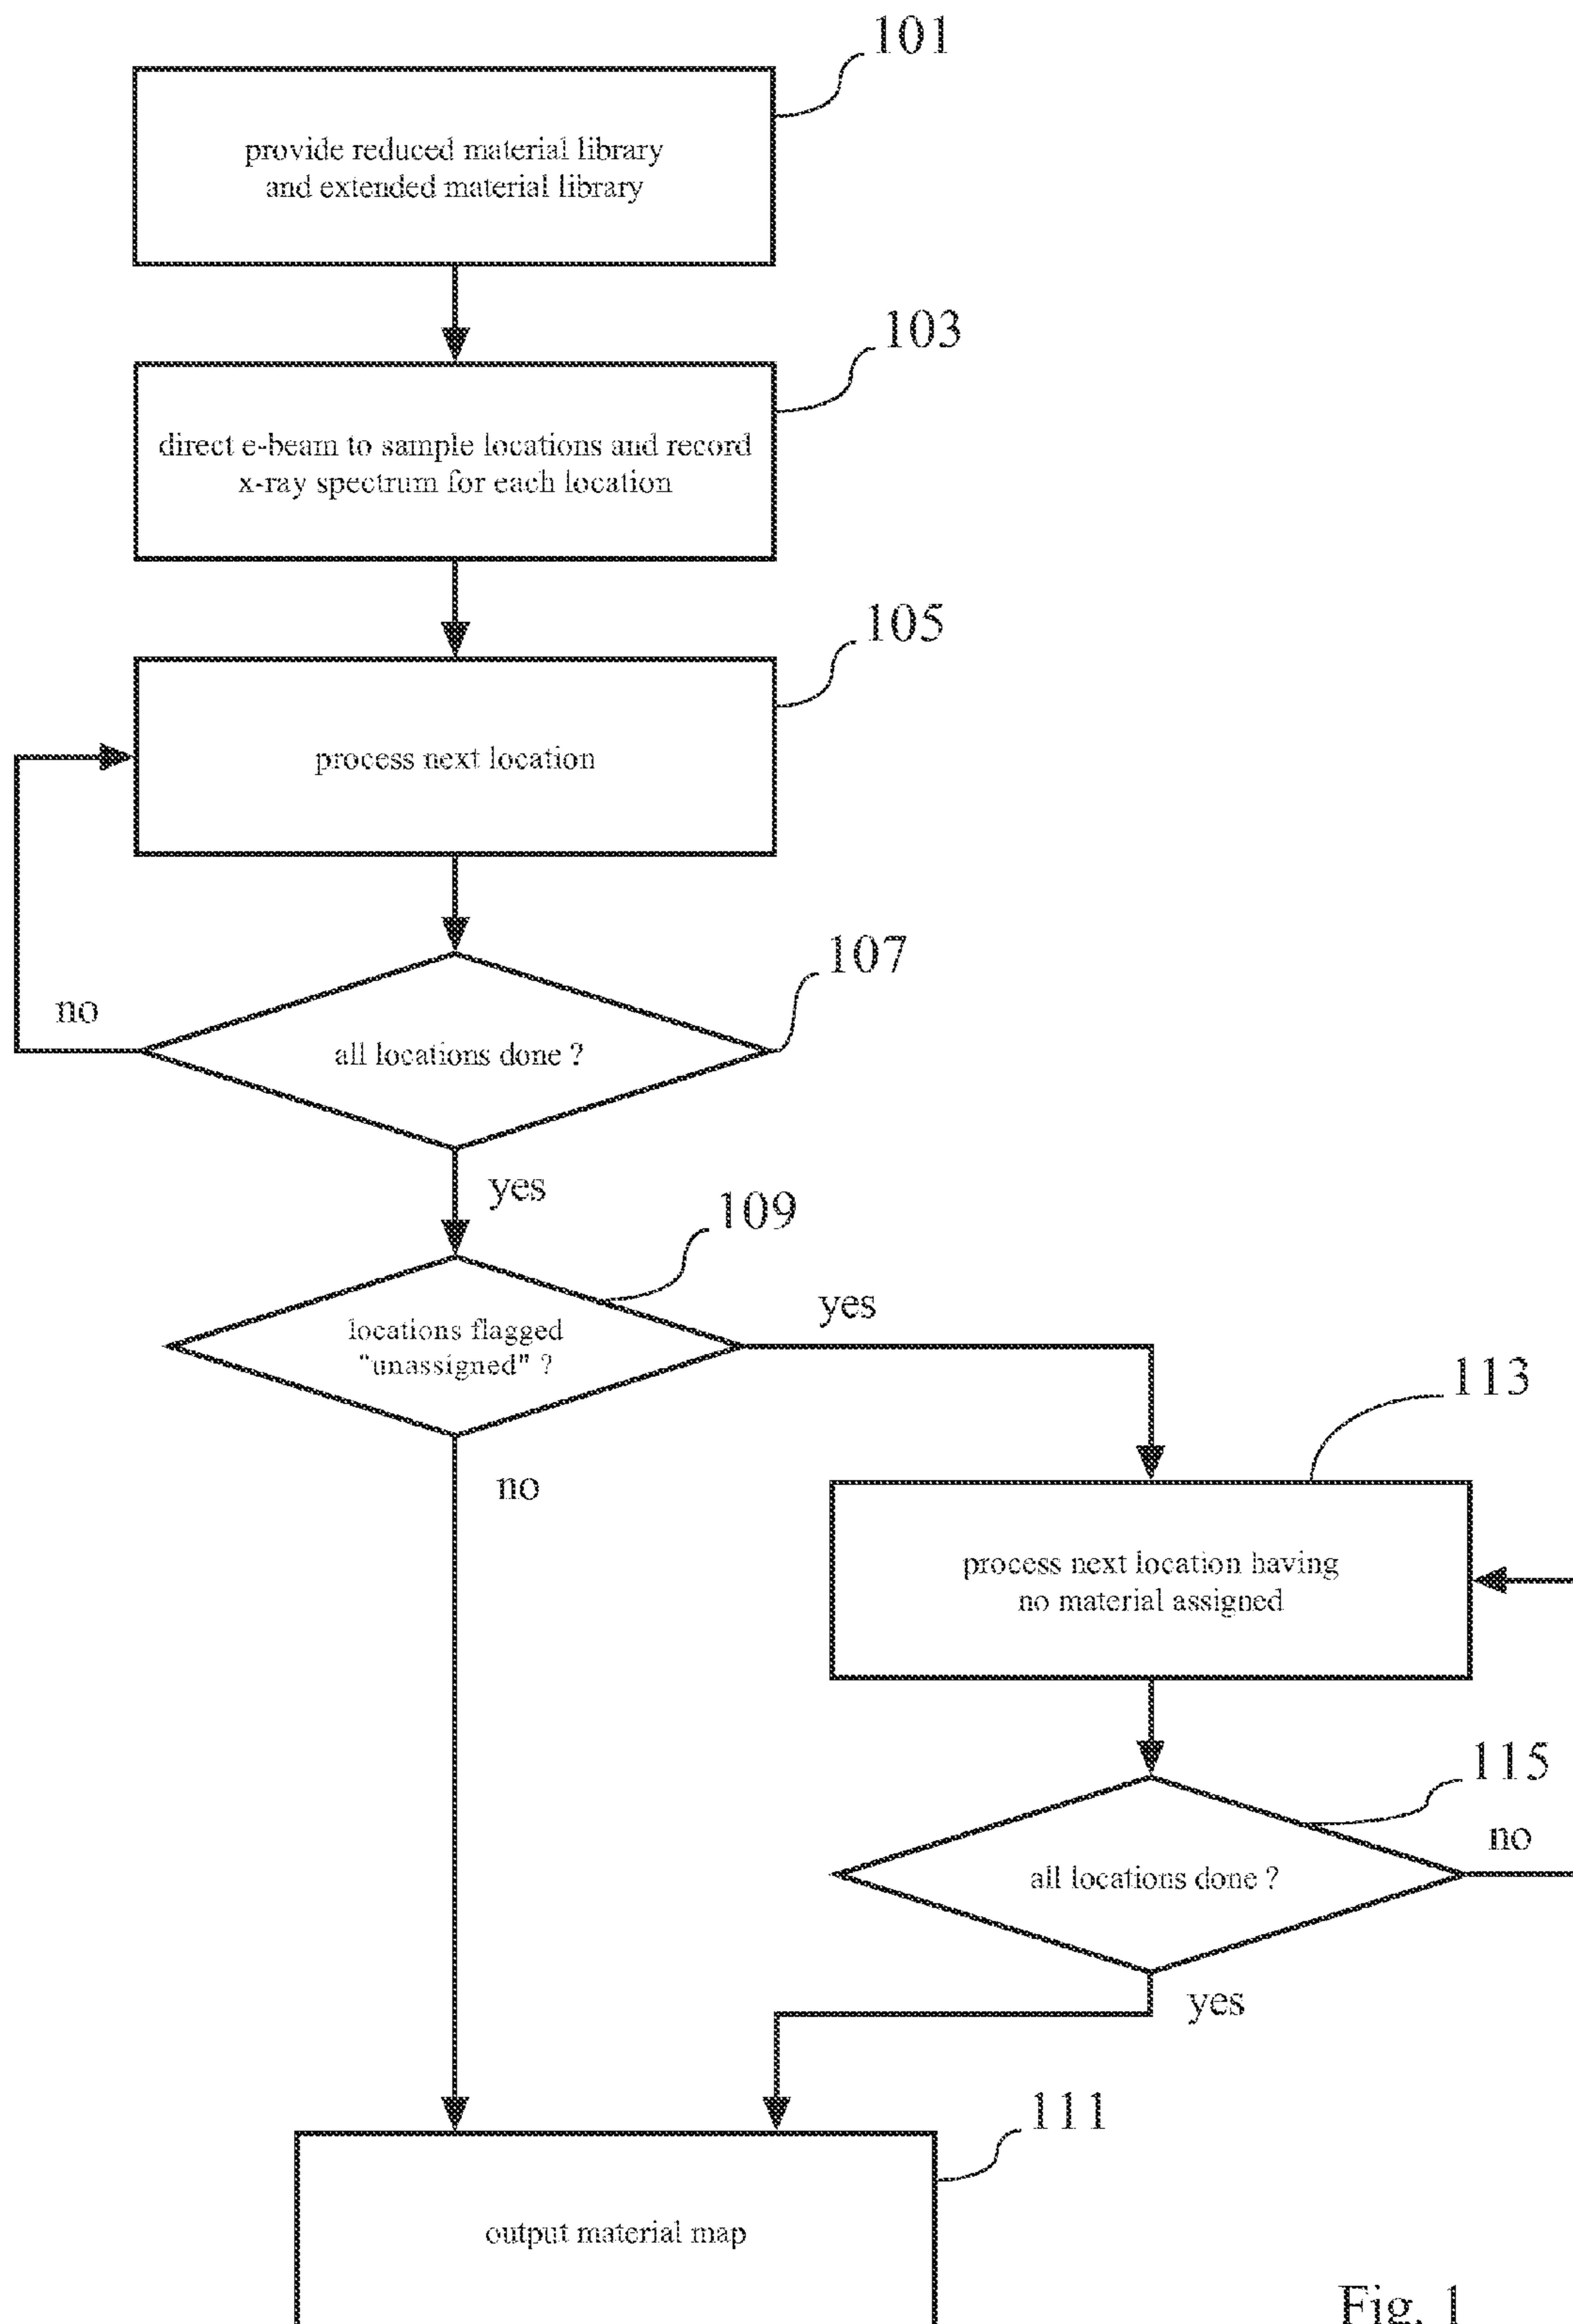 101
provide reduced material library
and extended material library
103
direct e-beam to sample locations and record
x-ray spectrum for each location
105
process next location
107
no
all locations done ?
yes
109
locations flagged
"unassigned" ?
yes
no
113
process next location having
no material assigned
115
no
all locations done ?
yes
111
output material map
Fig. 1